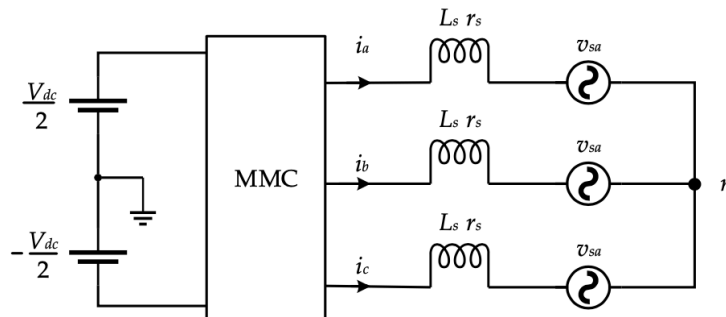 L_s r_s
i_a
v_sa
V_dc/2
L_s r_s
i_b
v_sa
MMC
n
-V_dc/2
L_s r_s
i_c
v_sa